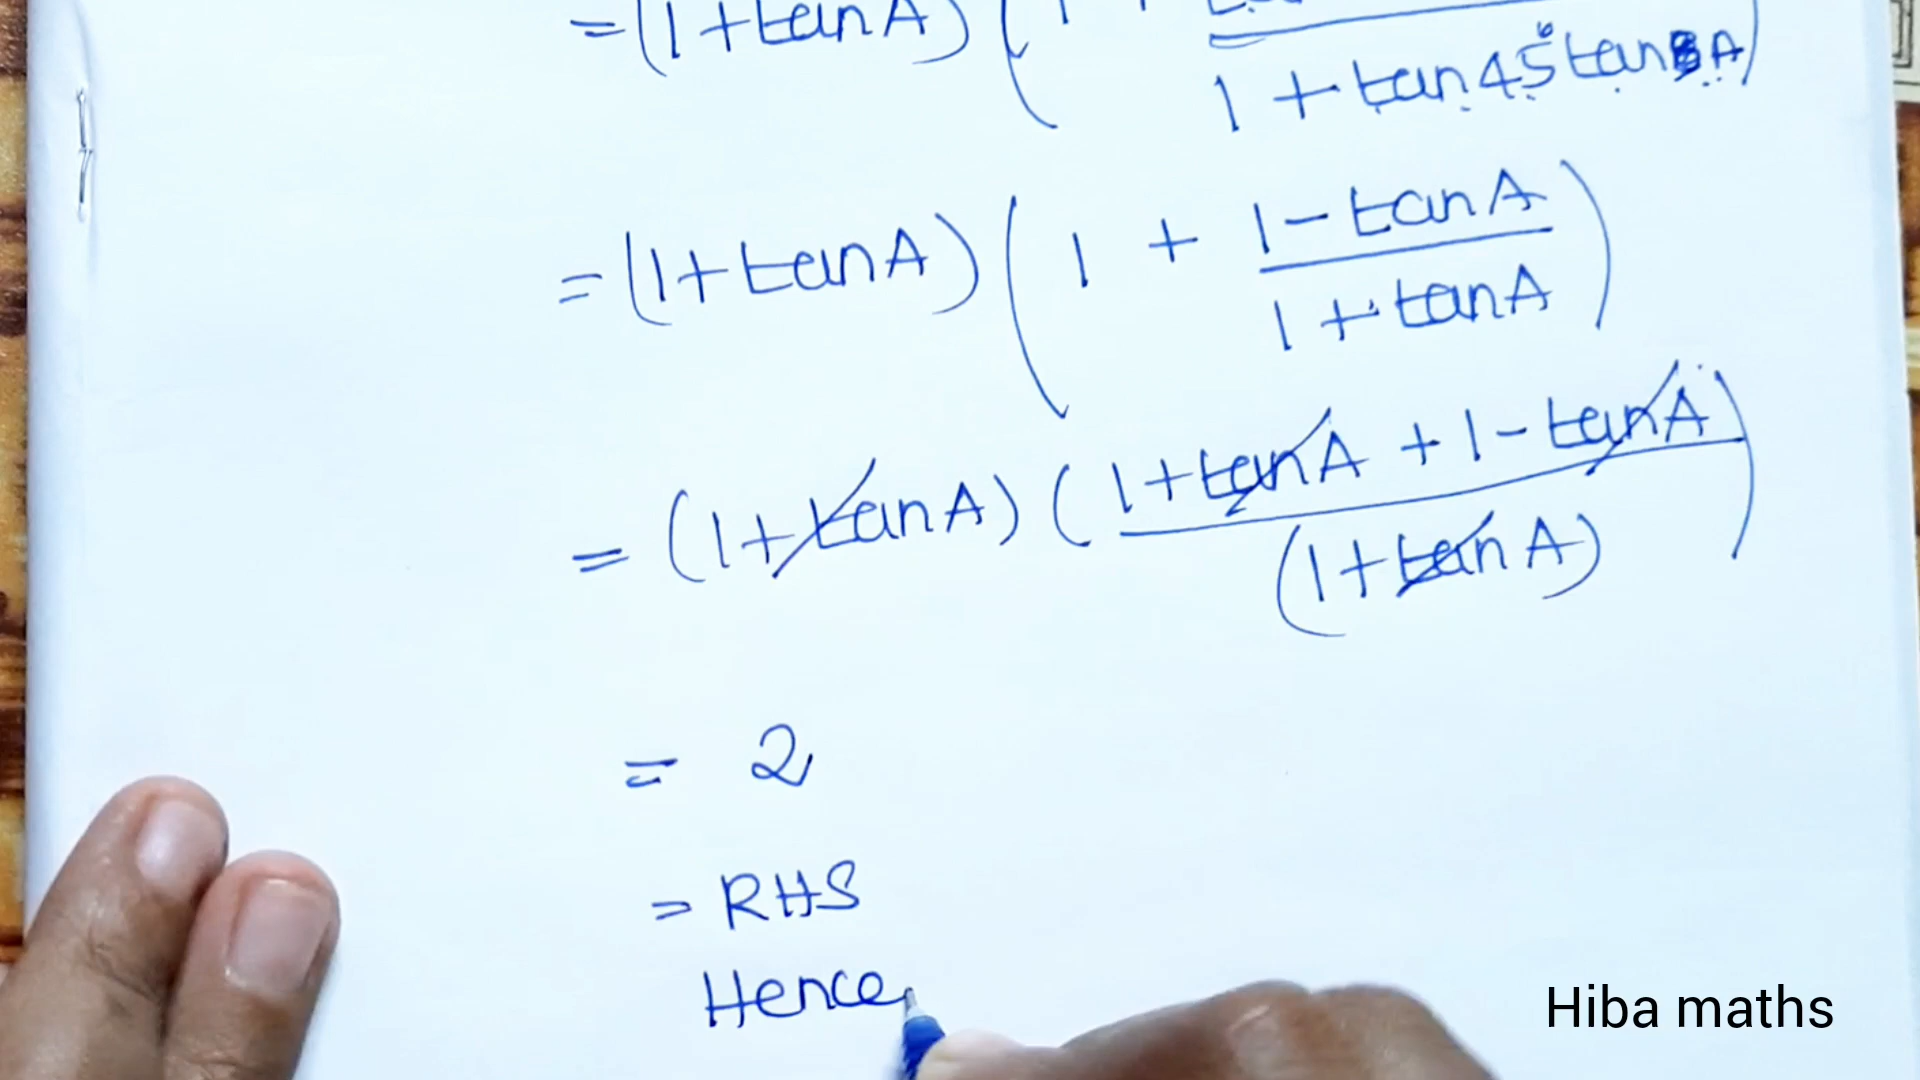 =(1+tanA)(1+
1+tan45°tanA)
=(1+tanA)(1 + 1-tanA
1+tanA)
= (1+tanA)(1+tanA + 1-tanA)
(1+tanA)
= 2
= RHS
Hence
Hiba maths